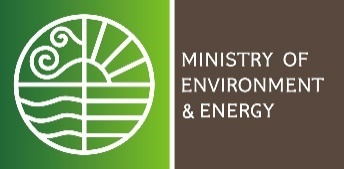 MINISTRY OF
ENVIRONMENT
& ENERGY